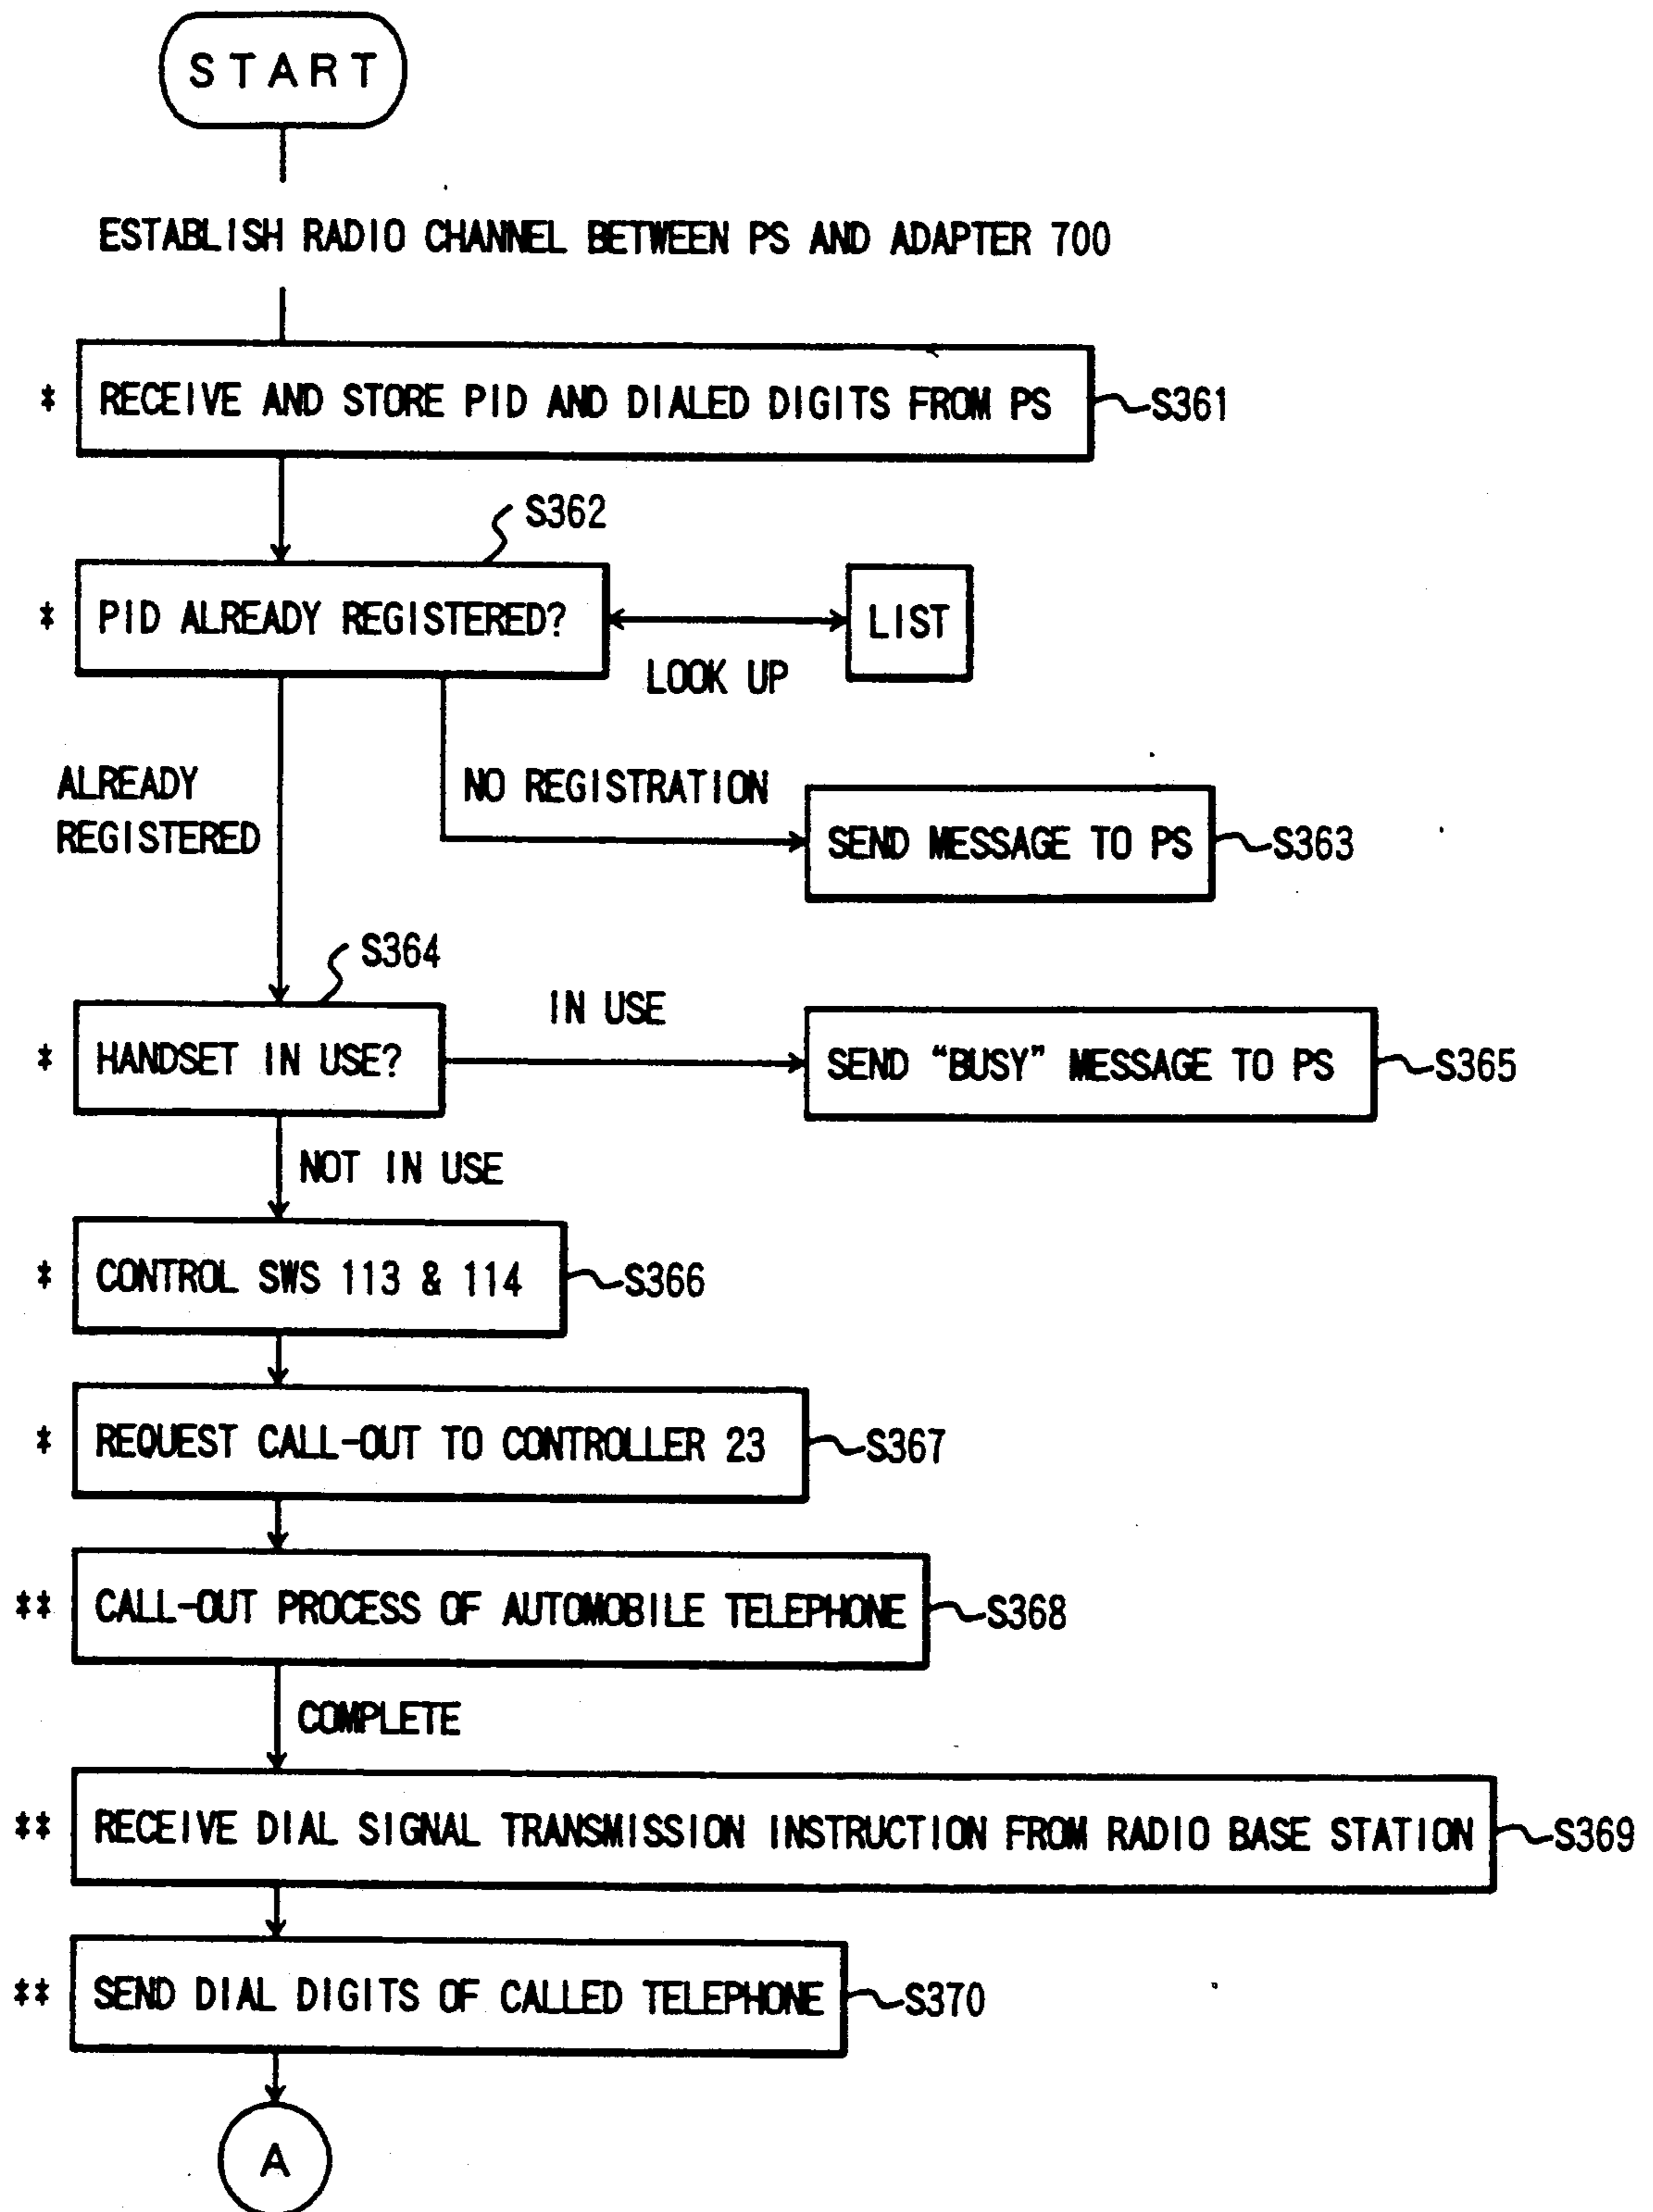 START
ESTABLISH RADIO CHANNEL BETWEEN PS AND ADAPTER 700
* RECEIVE AND STORE PID AND DIALED DIGITS FROM PS S361
S362
* PID ALREADY REGISTERED? LIST
LOOK UP
ALREADY
REGISTERED
NO REGISTRATION
SEND MESSAGE TO PS S363
S364
IN USE
* HANDSET IN USE? SEND “BUSY” MESSAGE TO PS S365
NOT IN USE
* CONTROL SWS 113 & 114 S366
* REQUEST CALL-OUT TO CONTROLLER 23 S367
** CALL-OUT PROCESS OF AUTOMOBILE TELEPHONE S368
COMPLETE
** RECEIVE DIAL SIGNAL TRANSMISSION INSTRUCTION FROM RADIO BASE STATION S369
** SEND DIAL DIGITS OF CALLED TELEPHONE S370
A